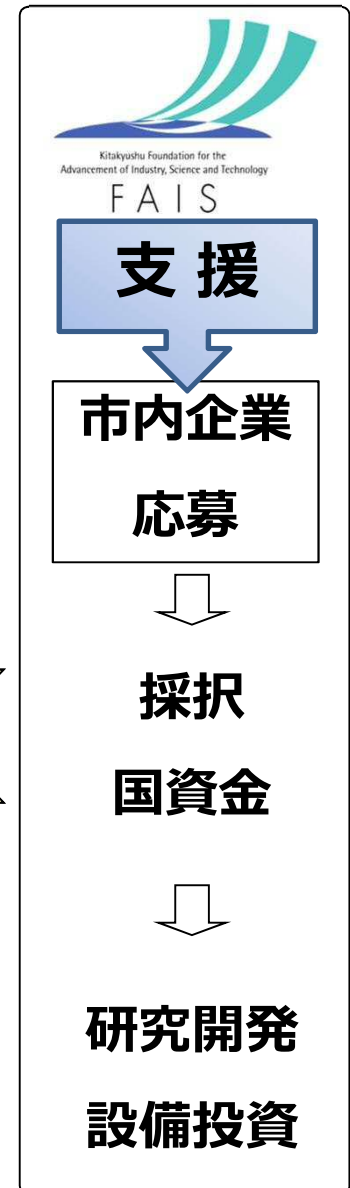 Kitakyushu Foundation for the
Advancement of Industry, Science and Technology
FAIS
支援
市内企業
応募
採択
国資金
研究開発
設備投資